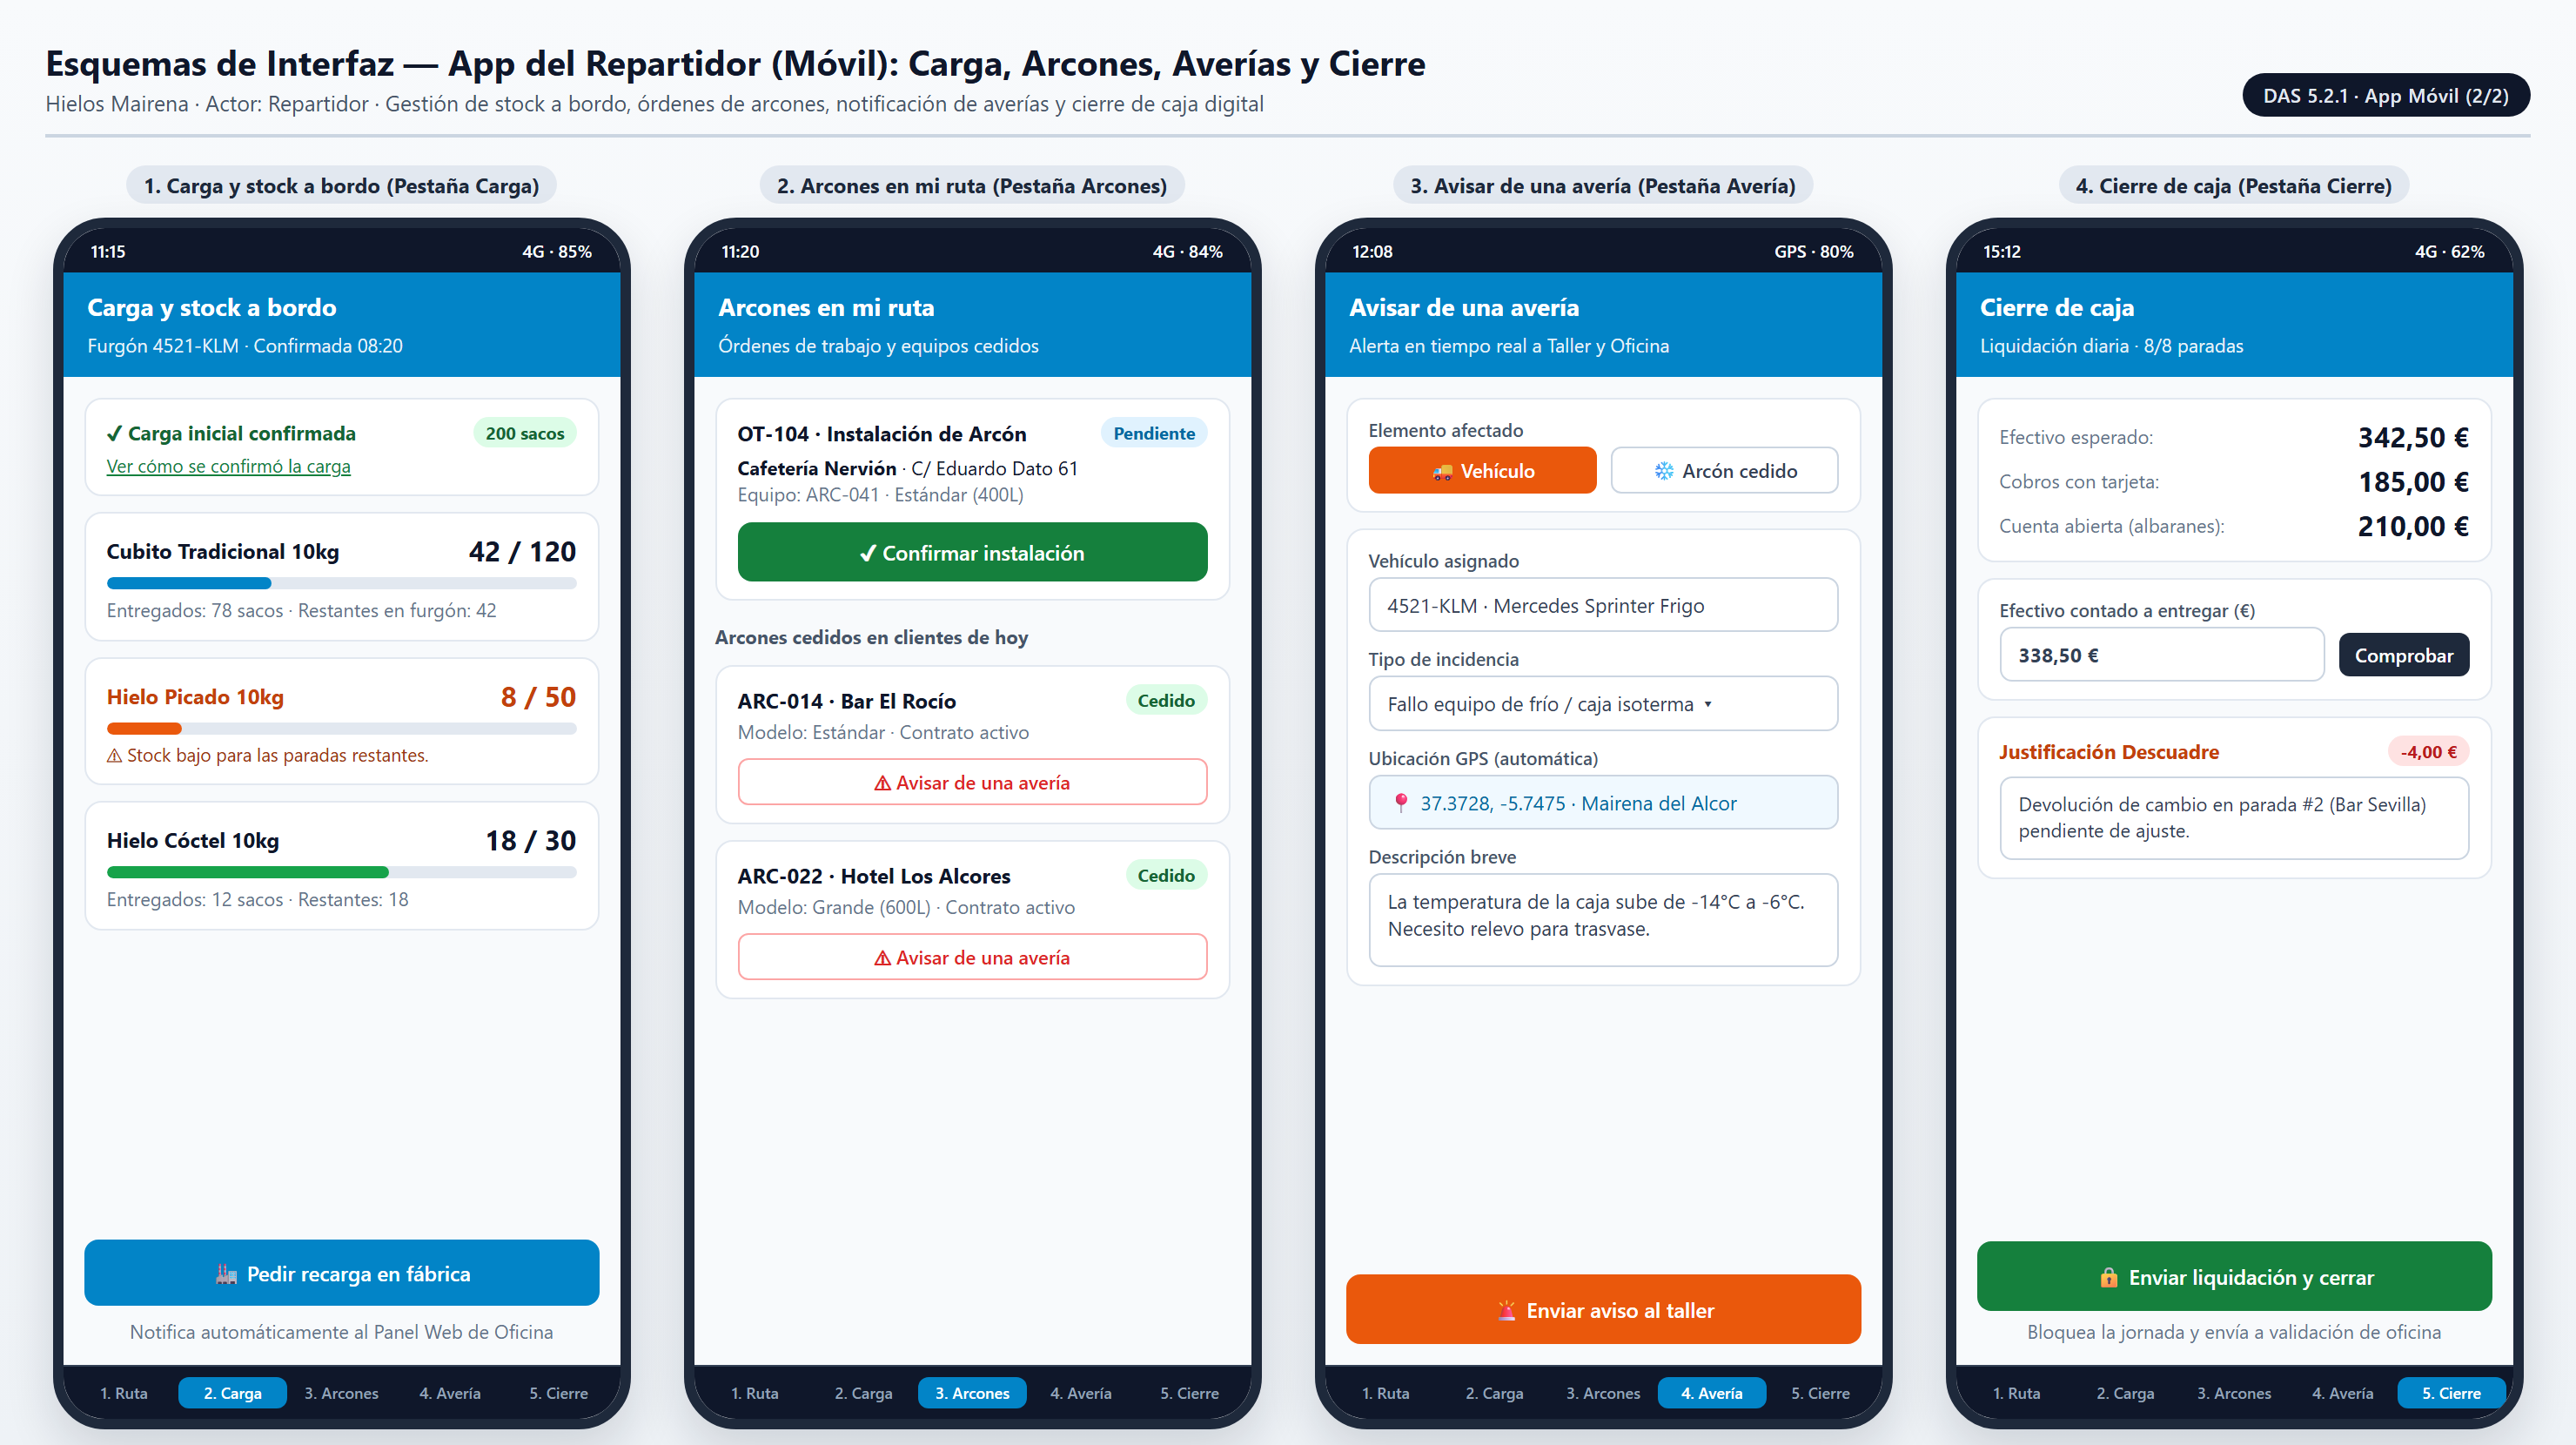 Esquemas de Interfaz — App del Repartidor (Móvil): Carga, Arcones, Averías y Cierre
Hielos Mairena · Actor: Repartidor · Gestión de stock a bordo, órdenes de arcones, notificación de averías y cierre de caja digital
DAS 5.2.1 · App Móvil (2/2)
1. Carga y stock a bordo (Pestaña Carga)
11:15
4G · 85%
Carga y stock a bordo
Furgón 4521-KLM · Confirmada 08:20
✔ Carga inicial confirmada
200 sacos
Ver cómo se confirmó la carga
Cubito Tradicional 10kg
42 / 120
Entregados: 78 sacos · Restantes en furgón: 42
Hielo Picado 10kg
8 / 50
⚠ Stock bajo para las paradas restantes.
Hielo Cóctel 10kg
18 / 30
Entregados: 12 sacos · Restantes: 18
🏭 Pedir recarga en fábrica
Notifica automáticamente al Panel Web de Oficina
1. Ruta
2. Carga
3. Arcones
4. Avería
5. Cierre
2. Arcones en mi ruta (Pestaña Arcones)
11:20
4G · 84%
Arcones en mi ruta
Órdenes de trabajo y equipos cedidos
OT-104 · Instalación de Arcón
Pendiente
Cafetería Nervión · C/ Eduardo Dato 61
Equipo: ARC-041 · Estándar (400L)
✔ Confirmar instalación
Arcones cedidos en clientes de hoy
ARC-014 · Bar El Rocío
Cedido
Modelo: Estándar · Contrato activo
⚠ Avisar de una avería
ARC-022 · Hotel Los Alcores
Cedido
Modelo: Grande (600L) · Contrato activo
⚠ Avisar de una avería
1. Ruta
2. Carga
3. Arcones
4. Avería
5. Cierre
3. Avisar de una avería (Pestaña Avería)
12:08
GPS · 80%
Avisar de una avería
Alerta en tiempo real a Taller y Oficina
Elemento afectado
🚚 Vehículo
❄️ Arcón cedido
Vehículo asignado
4521-KLM · Mercedes Sprinter Frigo
Tipo de incidencia
Fallo equipo de frío / caja isoterma ▾
Ubicación GPS (automática)
📍 37.3728, -5.7475 · Mairena del Alcor
Descripción breve
La temperatura de la caja sube de -14°C a -6°C.
Necesito relevo para trasvase.
🚨 Enviar aviso al taller
1. Ruta
2. Carga
3. Arcones
4. Avería
5. Cierre
4. Cierre de caja (Pestaña Cierre)
15:12
4G · 62%
Cierre de caja
Liquidación diaria · 8/8 paradas
Efectivo esperado:
342,50 €
Cobros con tarjeta:
185,00 €
Cuenta abierta (albaranes):
210,00 €
Efectivo contado a entregar (€)
338,50 €
Comprobar
Justificación Descuadre
-4,00 €
Devolución de cambio en parada #2 (Bar Sevilla)
pendiente de ajuste.
🔒 Enviar liquidación y cerrar
Bloquea la jornada y envía a validación de oficina
1. Ruta
2. Carga
3. Arcones
4. Avería
5. Cierre